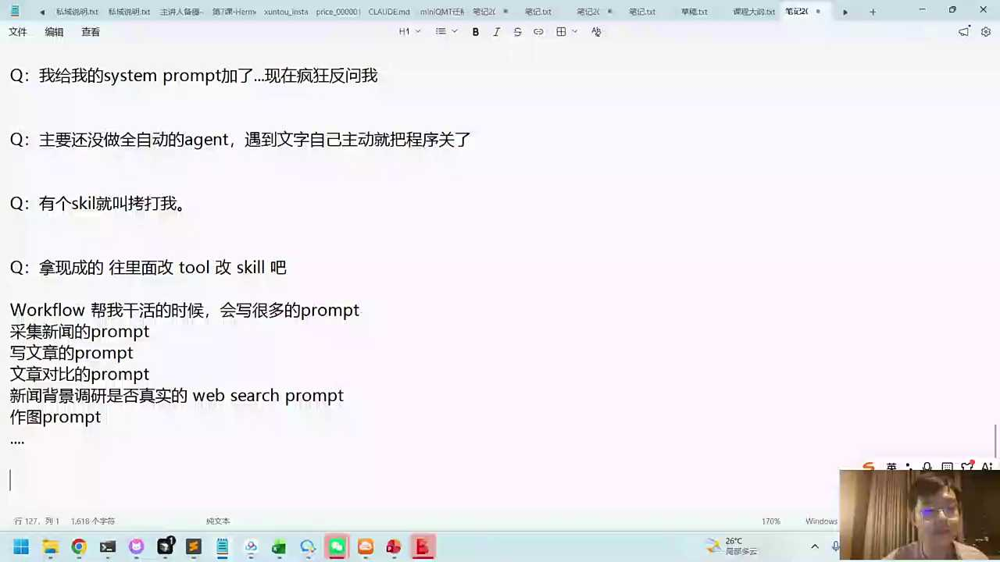 私域说明.txt 私域说明.txt 主讲人备器 第7课-Herm xuntou_insta price_00000 CLAUDE.md miniQMT迁 笔记2( 笔记.txt 笔记2( 笔记.txt 草稿.txt 课程大纲.txt 笔记2(
文件 编辑 查看 H1 B I S
Q：我给我的system prompt加了...现在疯狂反问我
Q：主要还没做全自动的agent，遇到文字自己主动就把程序关了
Q：有个skil就叫拷打我。
Q：拿现成的 往里面改 tool 改 skill 吧
Workflow 帮我干活的时候，会写很多的prompt
采集新闻的prompt
写文章的prompt
文章对比的prompt
新闻背景调研是否真实的 web search prompt
作图prompt
....
英
行 127，列 1 1,618 个字符 纯文本 170% Windows
26°C
局部多云